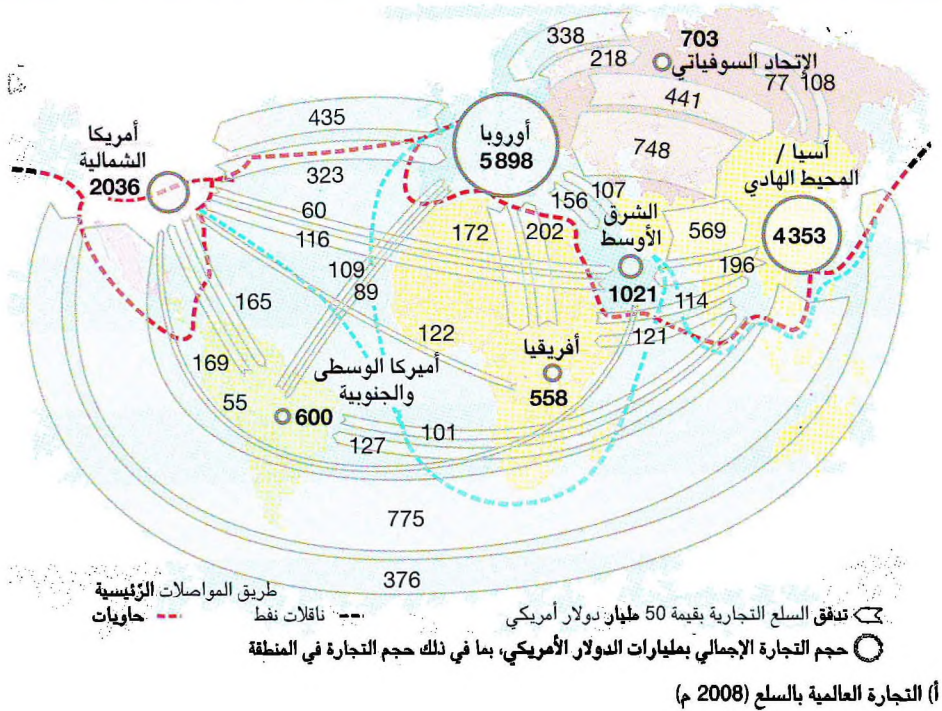 338
703
218
الإتحاد السوفياتي
77
108
441
435
أوروبا
5898
748
آسيا /
المحيط الهادي
4353
أمريكا
الشمالية
2036
323
107
156
60
116
172
202
الشرق
الأوسط
1021
569
196
109
89
114
165
122
121
أفريقيا
558
169
أميركا الوسطى
والجنوبية
55
600
101
127
775
376
طريق المواصلات الرّئيسية
تدفق السلع التجارية بقيمة 50 مليار دولار أمريكي
ناقلات نفط
حاويات
حجم التجارة الإجمالي بمليارات الدولار الأمريكي، بما في ذلك حجم التجارة في المنطقة
أ) التجارة العالمية بالسلع (2008 م)